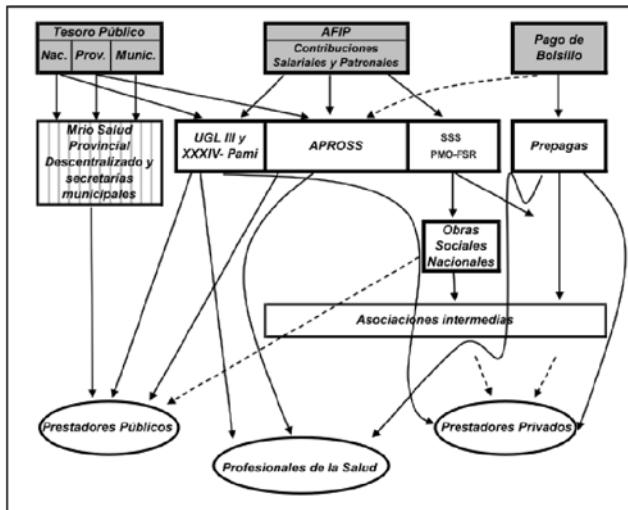 Tesoro Público
Nac. Prov. Munic.
AFIP
Contribuciones
Salariales y Patronales
Pago de
Bolsillo
Mrio Salud
Provincial
Descentralizado y
secretarías
municipales
UGL III y
XXXIV- Pami
APROSS
SSS
PMO-FSR
Prepagas
Obras
Sociales
Nacionales
Asociaciones intermedias
Prestadores Públicos
Prestadores Privados
Profesionales de la Salud